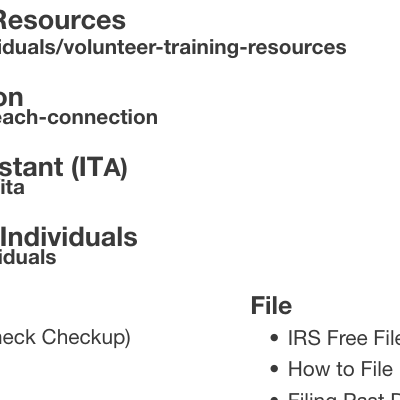 Resources
iduals/volunteer-training-resources
on
each-connection
stant (ITA)
ita
Individuals
iduals
File
heck Checkup)
• IRS Free File
• How to File
• Filing Past D